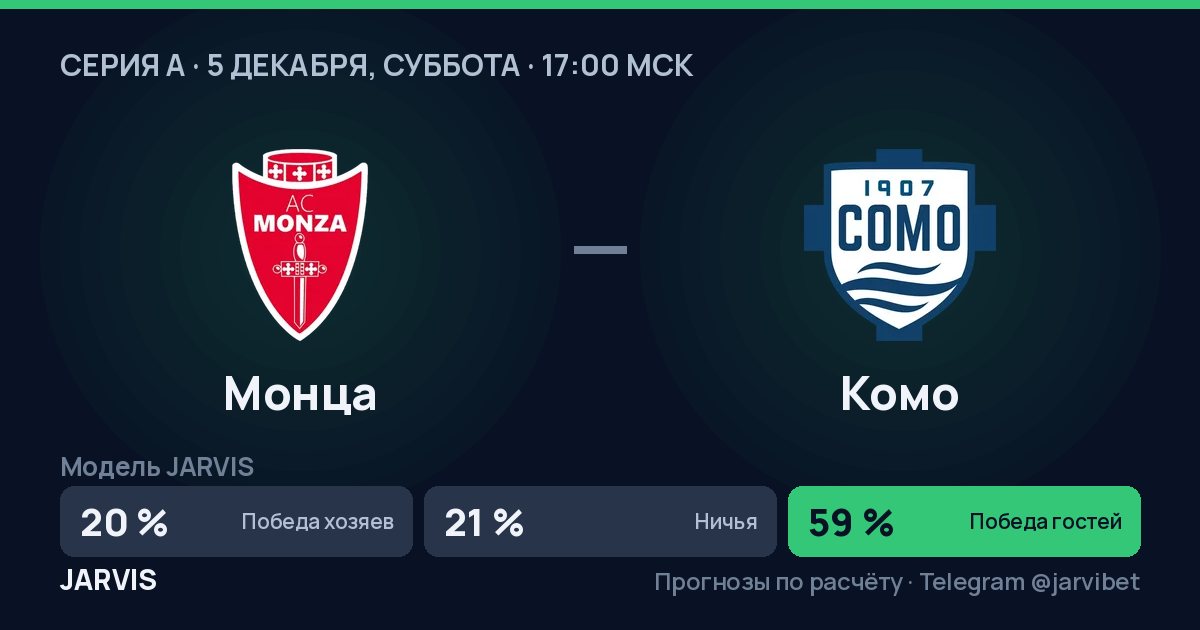 СЕРИЯ А · 5 ДЕКАБРЯ, СУББОТА · 17:00 МСК
AC
MONZA
1907
COMO
Монца
Комо
Модель JARVIS
20 % Победа хозяев
21 % Ничья
59 % Победа гостей
JARVIS
Прогнозы по расчёту · Telegram @jarvibet